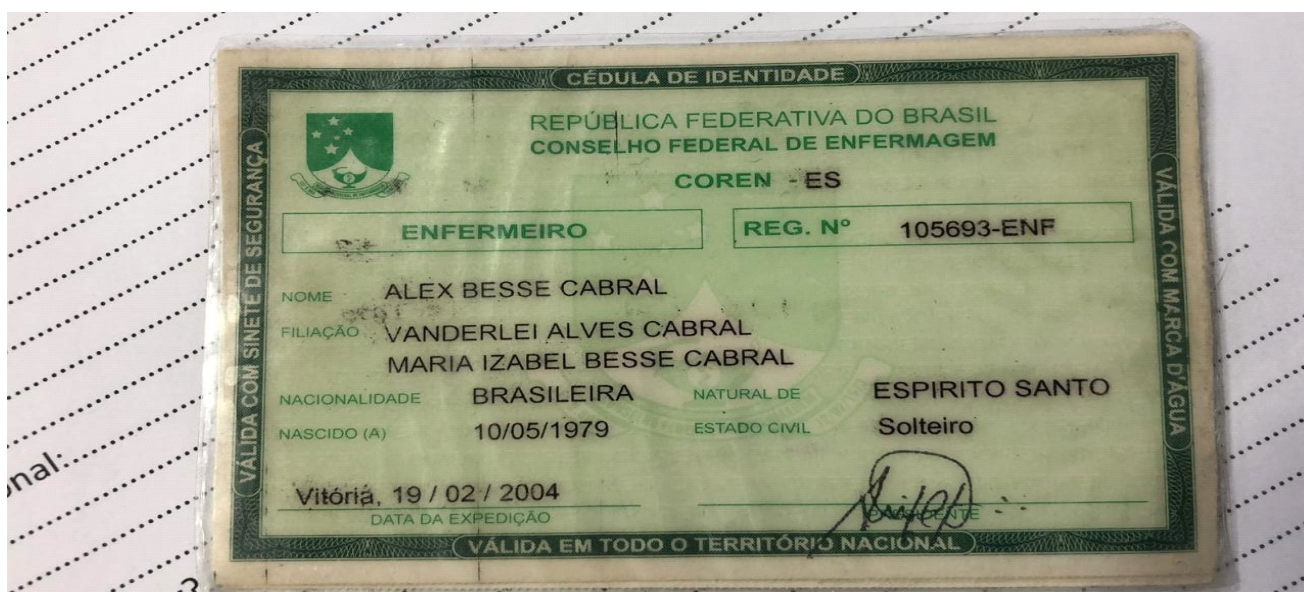 CÉDULA DE IDENTIDADE
REPÚBLICA FEDERATIVA DO BRASIL
CONSELHO FEDERAL DE ENFERMAGEM
COREN - ES
ENFERMEIRO REG. Nº 105693-ENF
NOME ALEX BESSE CABRAL
FILIAÇÃO VANDERLEI ALVES CABRAL
MARIA IZABEL BESSE CABRAL
NACIONALIDADE BRASILEIRA NATURAL DE ESPIRITO SANTO
NASCIDO (A) 10/05/1979 ESTADO CIVIL Solteiro
Vitória, 19 / 02 / 2004
DATA DA EXPEDIÇÃO PRESIDENTE
VÁLIDA EM TODO O TERRITÓRIO NACIONAL
VÁLIDA COM SINETE DE SEGURANÇA
VÁLIDA COM MARCA D'ÁGUA